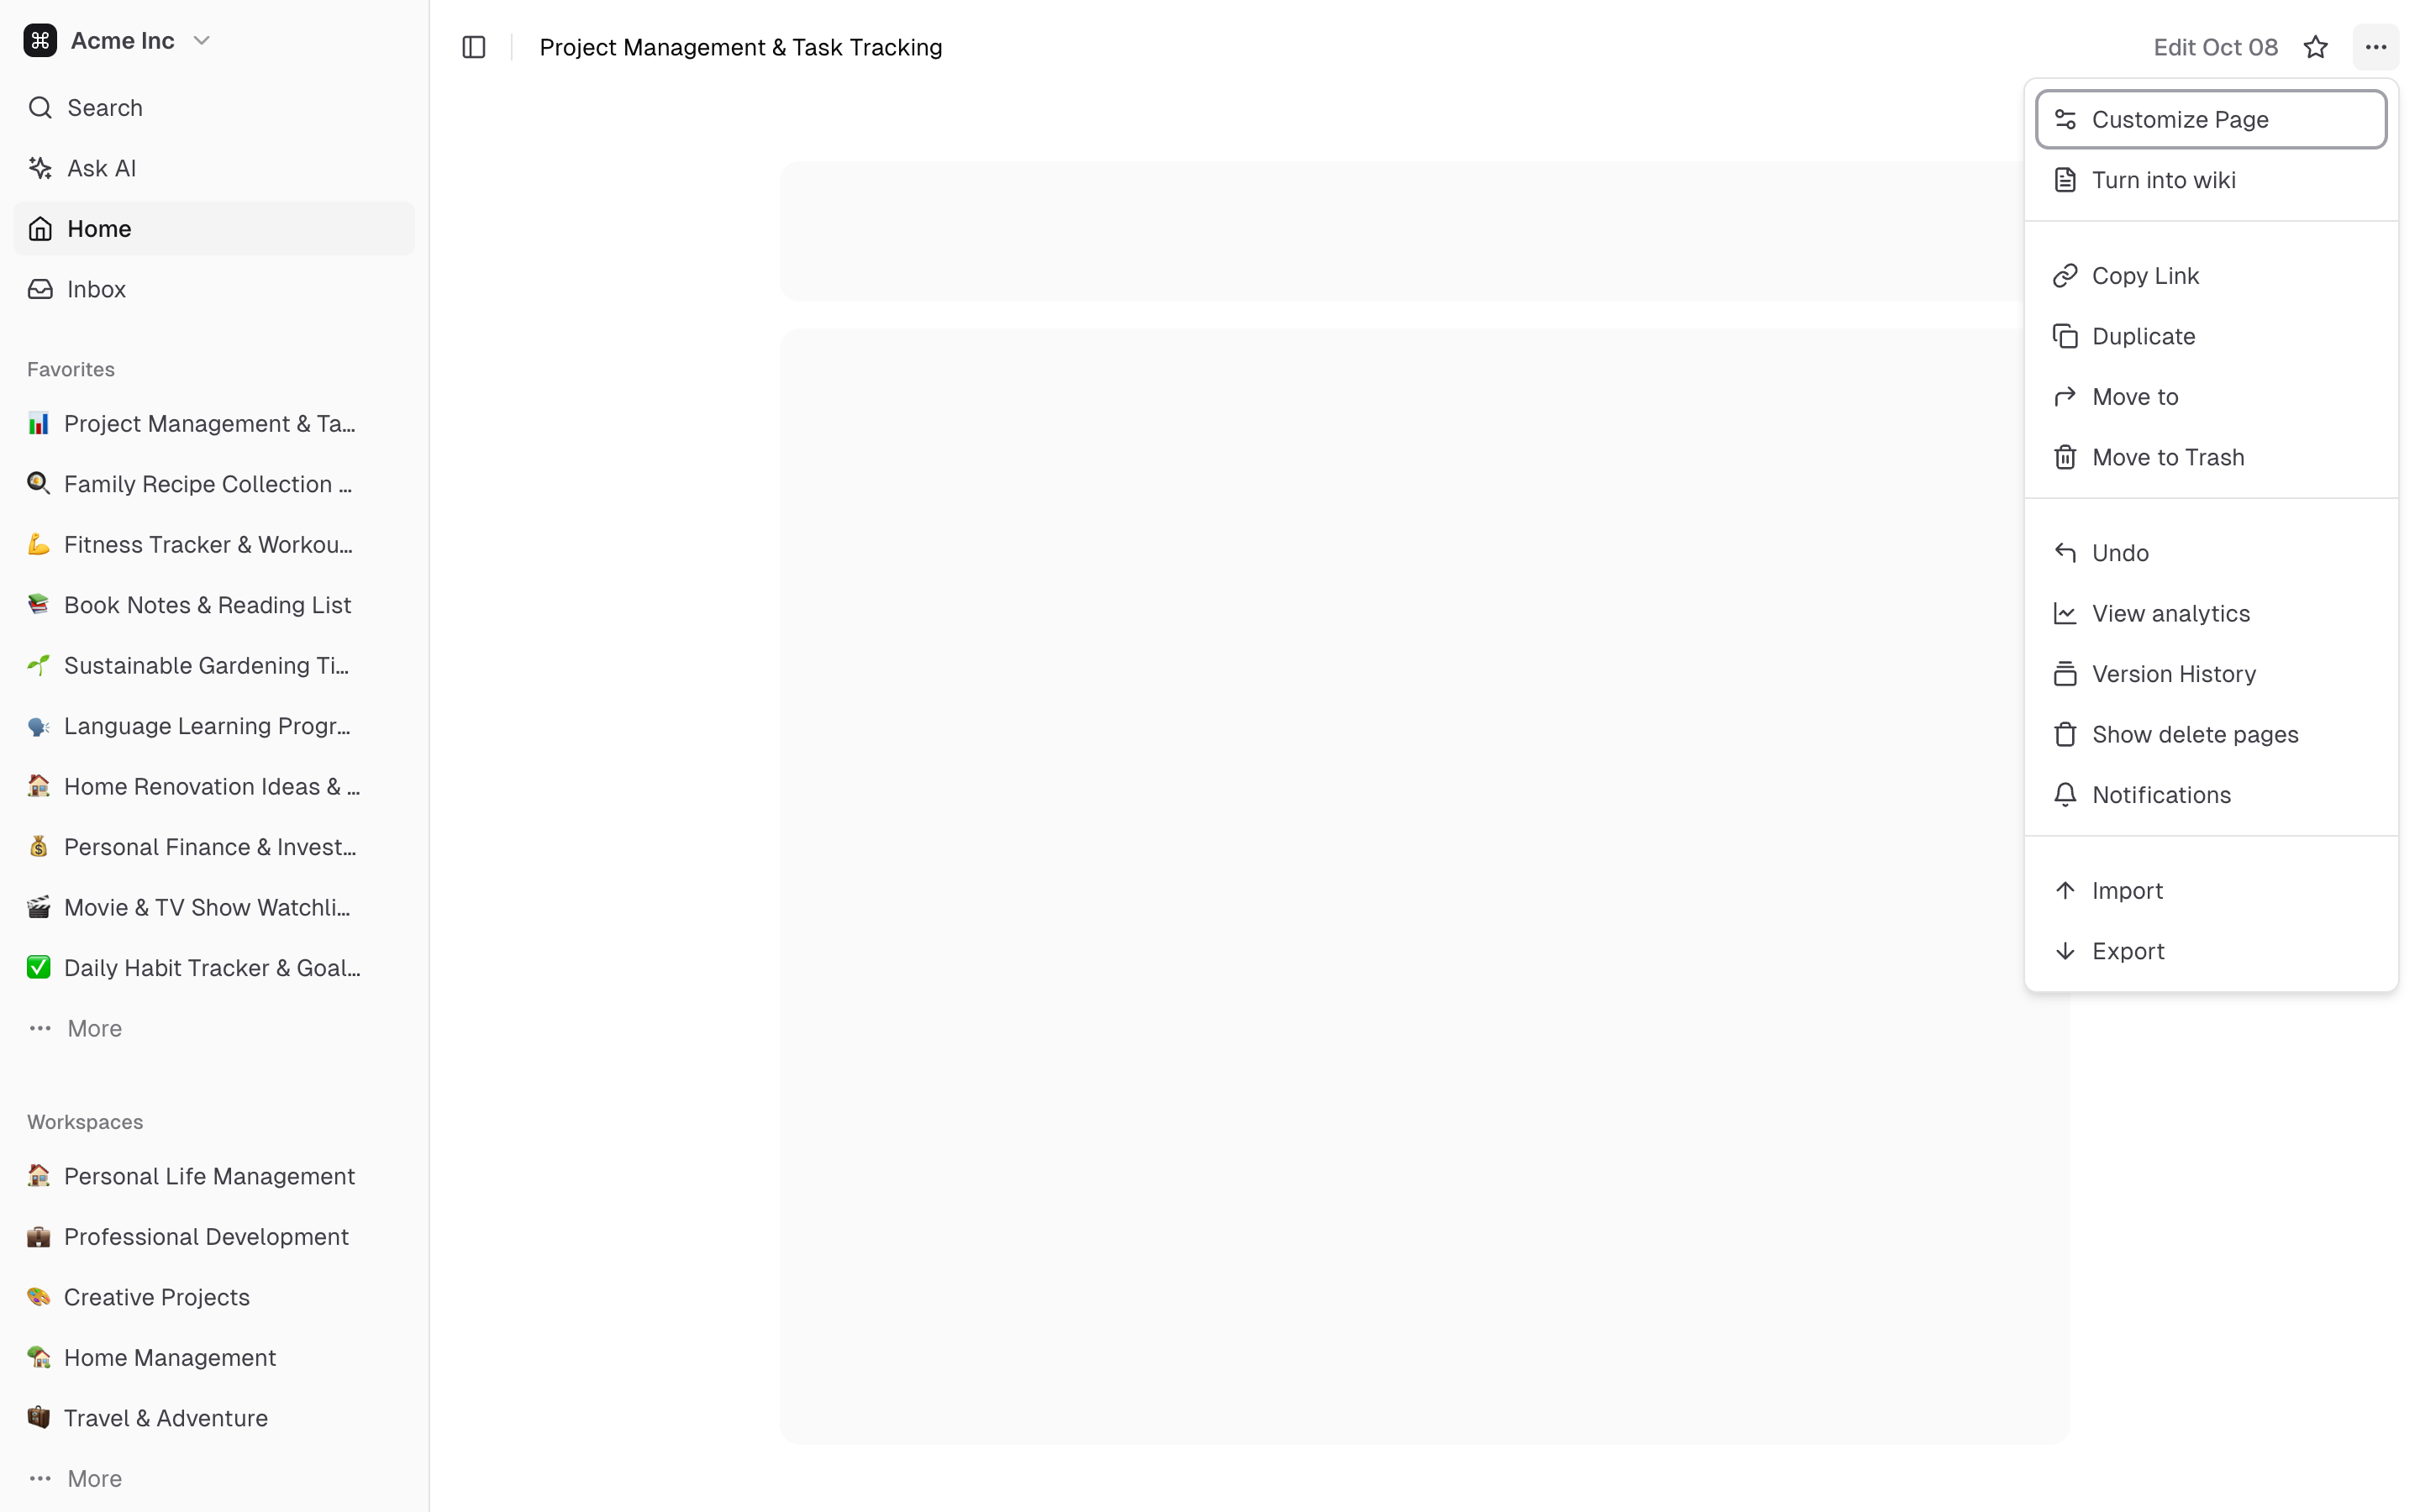 Acme Inc
Search
Ask AI
Home
Inbox
Favorites
Project Management & Ta...
Family Recipe Collection ...
Fitness Tracker & Workou...
Book Notes & Reading List
Sustainable Gardening Ti...
Language Learning Progr...
Home Renovation Ideas & ...
Personal Finance & Invest...
Movie & TV Show Watchli...
Daily Habit Tracker & Goal...
More
Workspaces
Personal Life Management
Professional Development
Creative Projects
Home Management
Travel & Adventure
More
Project Management & Task Tracking
Edit Oct 08
Customize Page
Turn into wiki
Copy Link
Duplicate
Move to
Move to Trash
Undo
View analytics
Version History
Show delete pages
Notifications
Import
Export